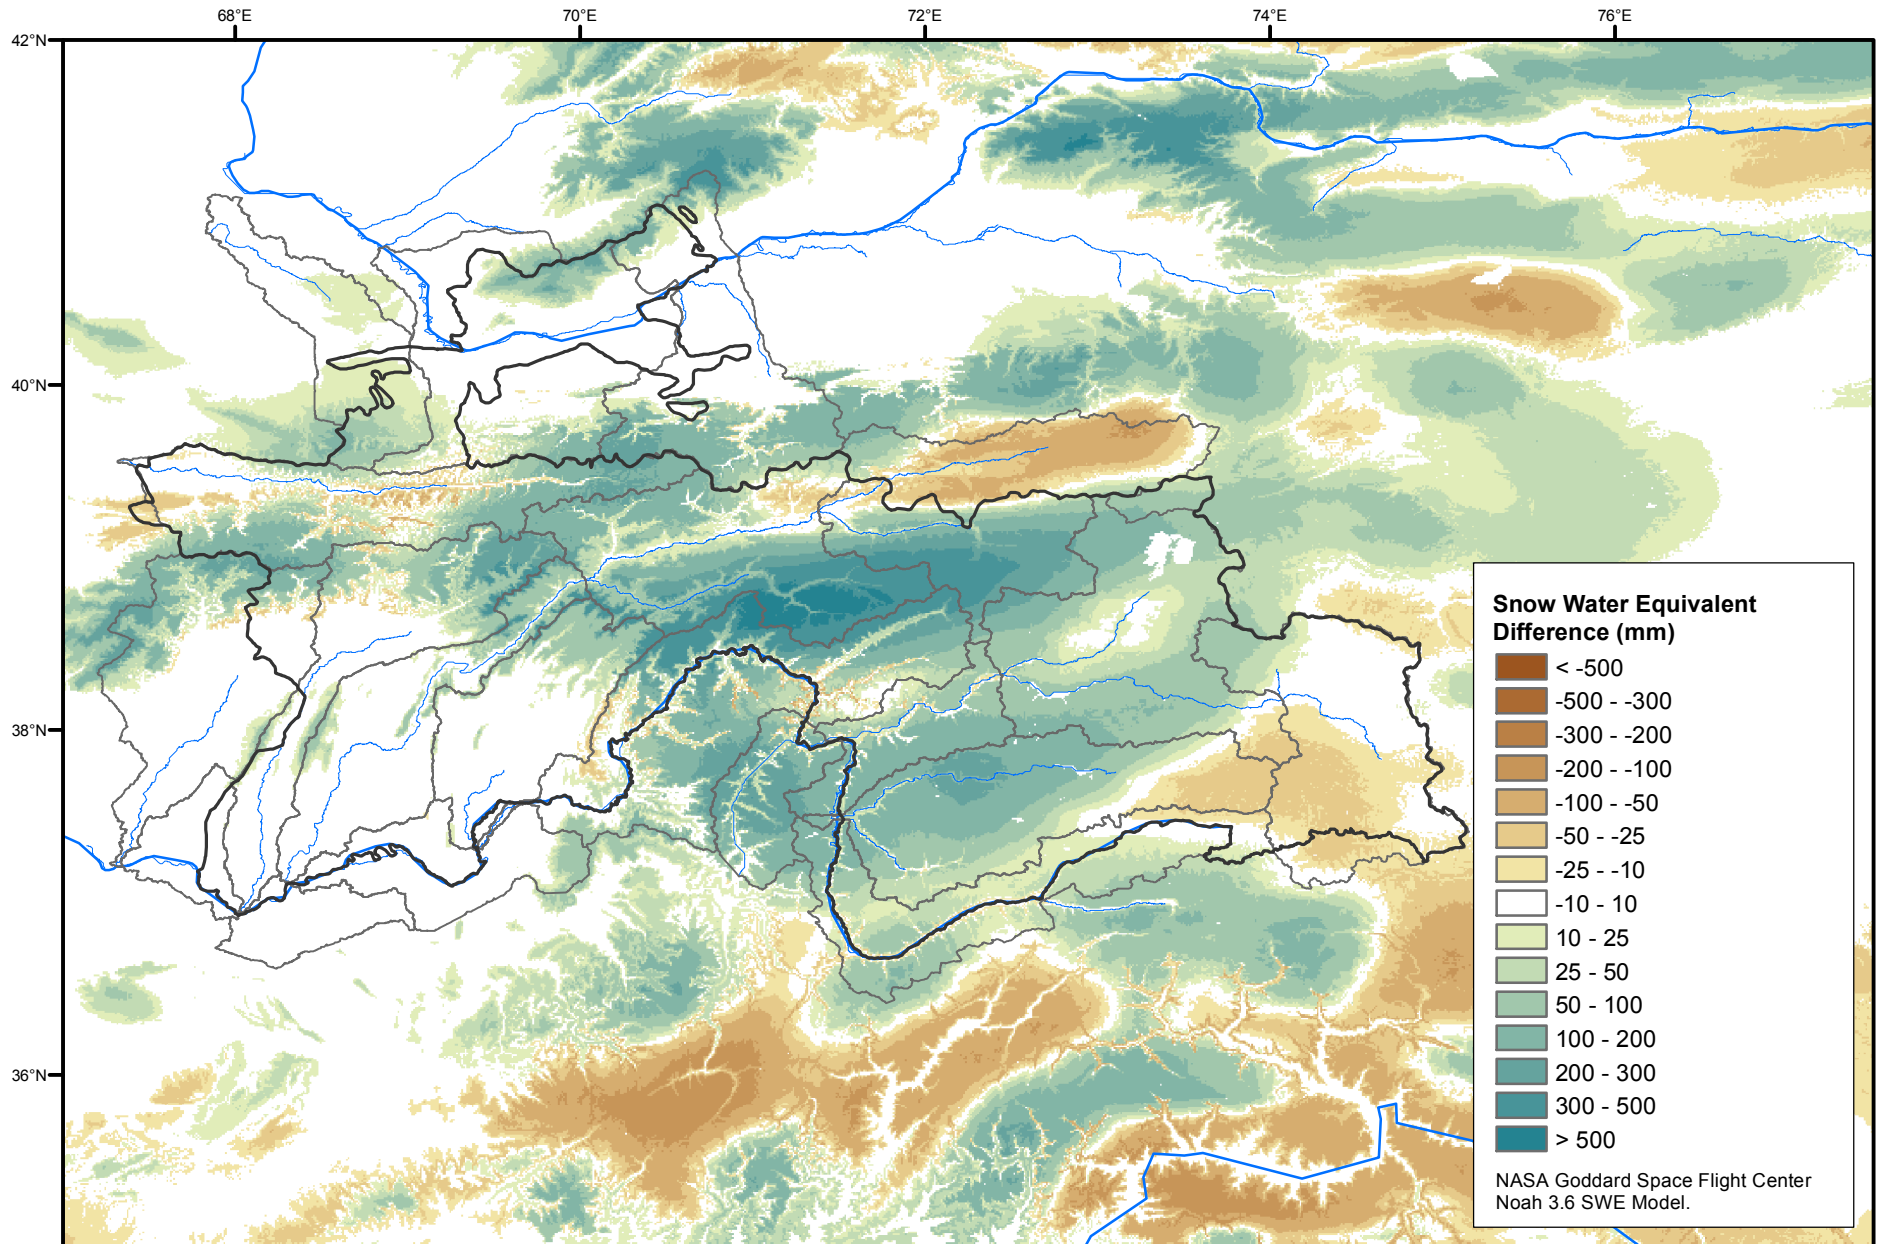 68°E 70°E 72°E 74°E 76°E
42°N
40°N
38°N
36°N
Snow Water Equivalent
Difference (mm)
< -500
-500 - -300
-300 - -200
-200 - -100
-100 - -50
-50 - -25
-25 - -10
-10 - 10
10 - 25
25 - 50
50 - 100
100 - 200
200 - 300
300 - 500
> 500
NASA Goddard Space Flight Center
Noah 3.6 SWE Model.